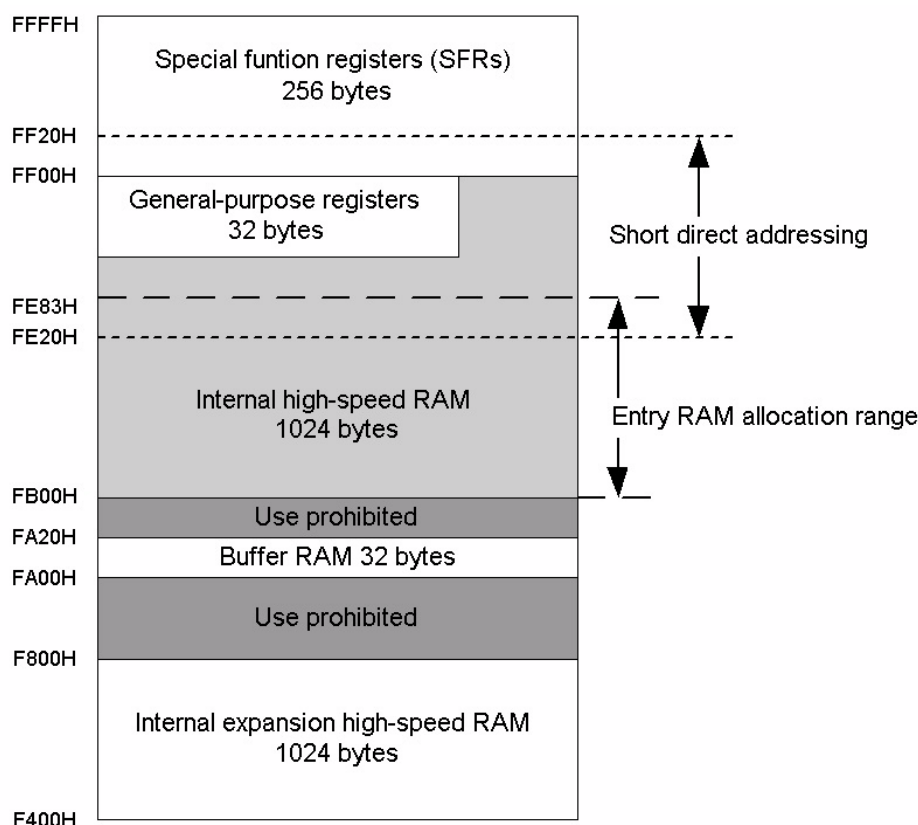 FFFFH
Special funtion registers (SFRs)
256 bytes
FF20H
FF00H
General-purpose registers
32 bytes
Short direct addressing
FE83H
FE20H
Internal high-speed RAM
1024 bytes
Entry RAM allocation range
FB00H
Use prohibited
FA20H
Buffer RAM 32 bytes
FA00H
Use prohibited
F800H
Internal expansion high-speed RAM
1024 bytes
F400H